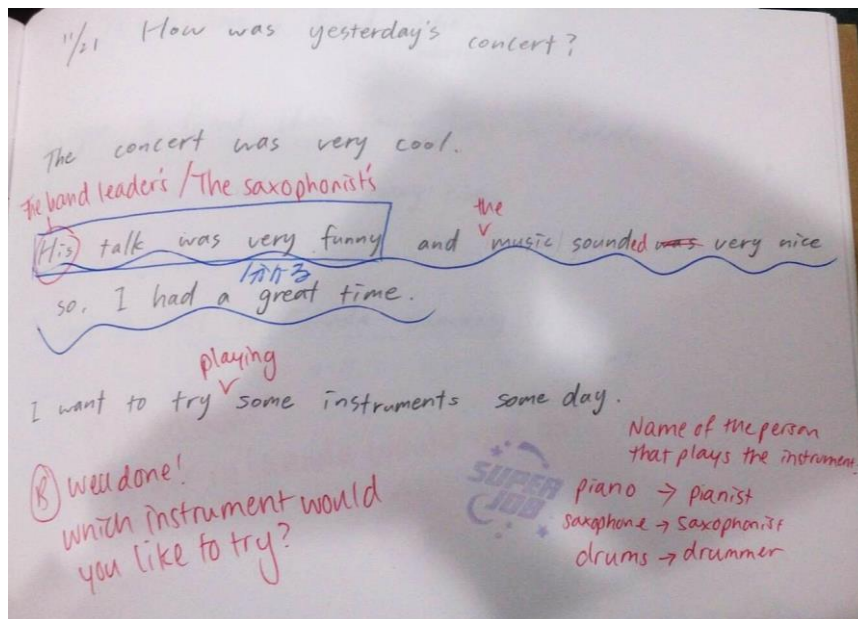 11/21 How was yesterday's concert?
The concert was very cool.
The band leader's / The saxophonist's
the
His talk was very funny and music sounded was very nice
so, I had a great time.
playing
I want to try some instruments some day.
Name of the person
that plays the instrument.
B well done!
which instrument would
you like to try?
SUPER
JOB
piano → pianist
saxophone → saxophonist
drums → drummer